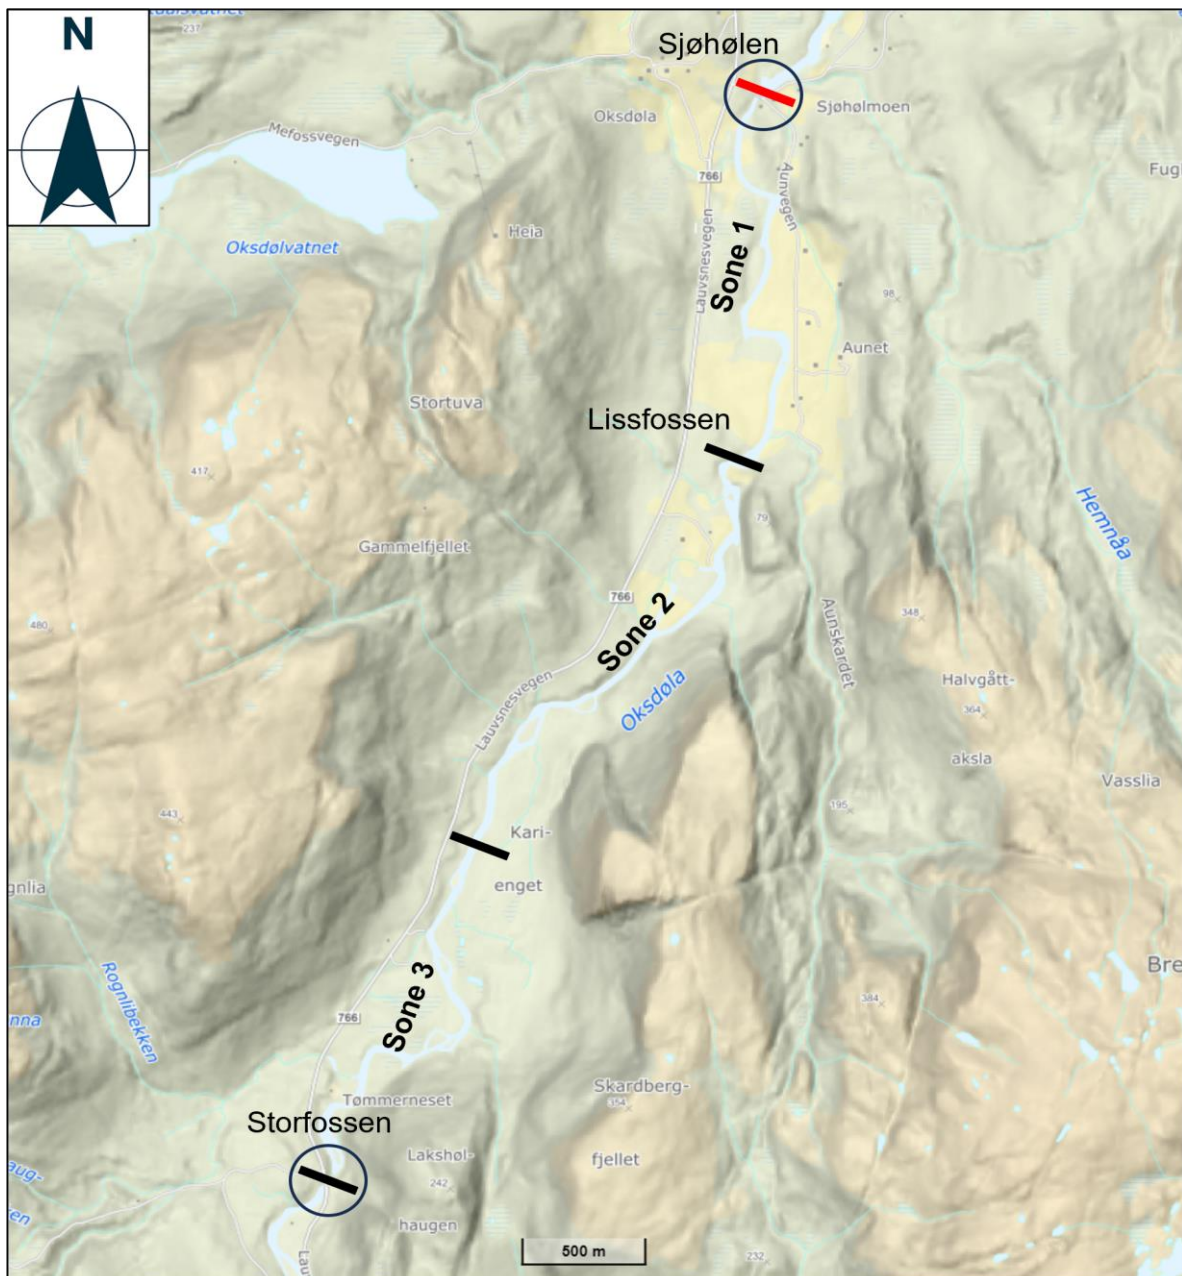 N
237
Sjøhølen
Oksdøla
Sjøhølmoen
Mefossvegen
766
Aunvegen
Heia
Oksdølvatnet
Sone 1
Lauvsnesvegen
98
Aunet
Stortuva
Lissfossen
417
79
Hemnåa
Gammelfjellet
766
480
Sone 2
348
Aunskardet
Halvgått-
364
Oksdøla
Lauvsnesvegen
aksla
Vasslia
443
195
Kari-
enget
Rognlibekken
Sone 3
384
766
Skardberg-
354
Tømmerneset
Storfossen
Lakshøl-
fjellet
242
haugen
500 m
232